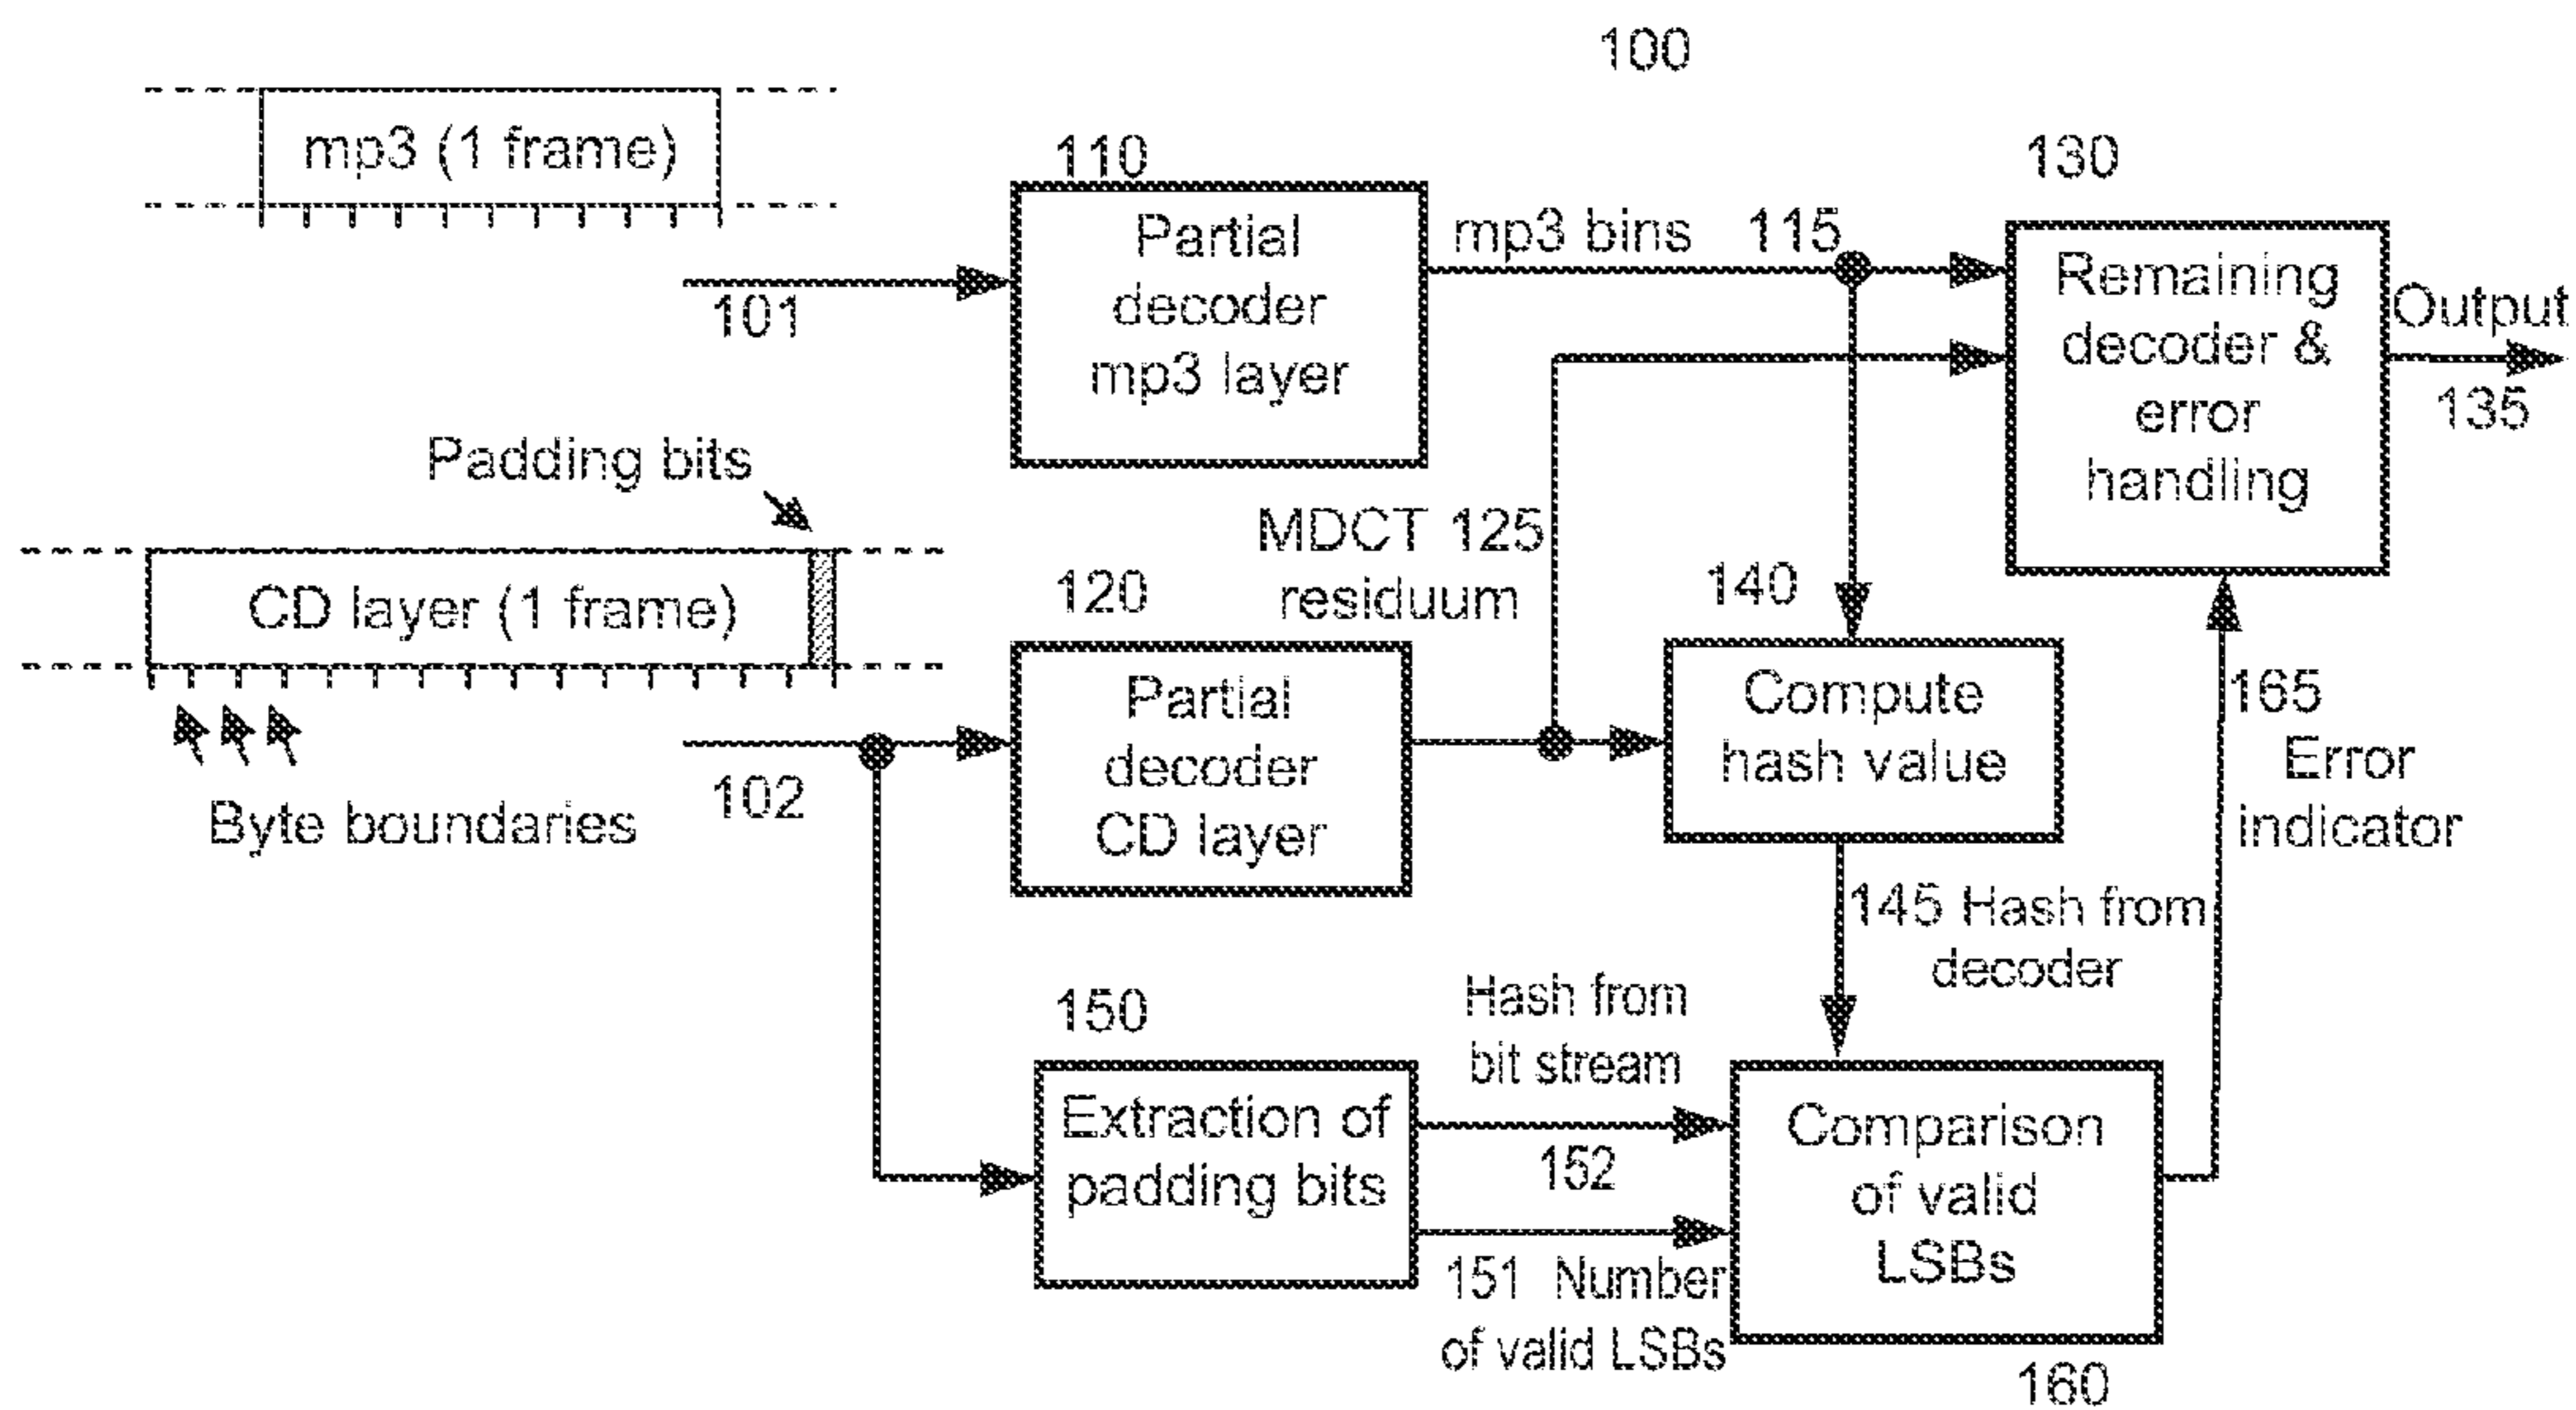 100
mp3 (1 frame)
110
Partial
decoder
mp3 layer
mp3 bins 115
130
Remaining
decoder &
error
handling
Output
135
101
Padding bits
CD layer (1 frame)
Byte boundaries
102
120
Partial
decoder
CD layer
MDCT 125
residuum
140
Compute
hash value
165
Error
indicator
145 Hash from
decoder
150
Extraction of
padding bits
Hash from
bit stream
152
151 Number
of valid LSBs
Comparison
of valid
LSBs
160